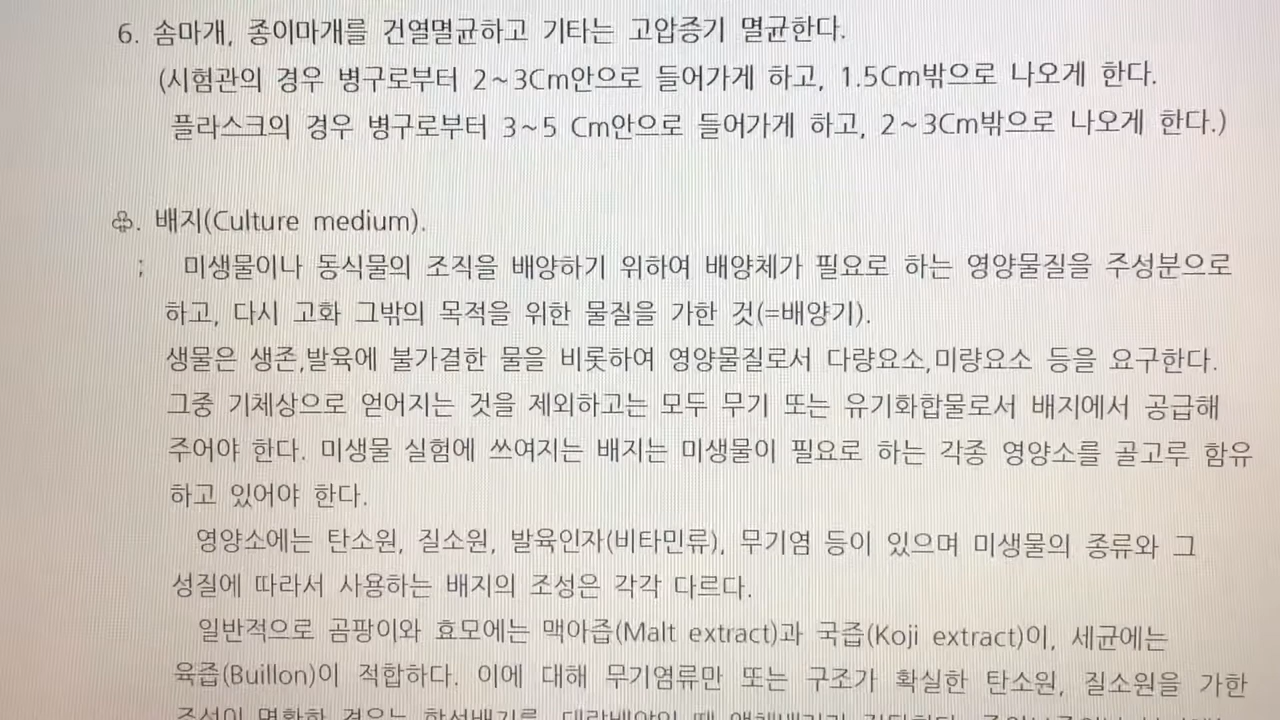 6. 솜마개, 종이마개를 건열멸균하고 기타는 고압증기 멸균한다.
(시험관의 경우 병구로부터 2~3Cm안으로 들어가게 하고, 1.5Cm밖으로 나오게 한다.
플라스크의 경우 병구로부터 3~5 Cm안으로 들어가게 하고, 2~3Cm밖으로 나오게 한다.)
♧. 배지(Culture medium).
; 미생물이나 동식물의 조직을 배양하기 위하여 배양체가 필요로 하는 영양물질을 주성분으로
하고, 다시 고화 그밖의 목적을 위한 물질을 가한 것(=배양기).
생물은 생존,발육에 불가결한 물을 비롯하여 영양물질로서 다량요소,미량요소 등을 요구한다.
그중 기체상으로 얻어지는 것을 제외하고는 모두 무기 또는 유기화합물로서 배지에서 공급해
주어야 한다. 미생물 실험에 쓰여지는 배지는 미생물이 필요로 하는 각종 영양소를 골고루 함유
하고 있어야 한다.
영양소에는 탄소원, 질소원, 발육인자(비타민류), 무기염 등이 있으며 미생물의 종류와 그
성질에 따라서 사용하는 배지의 조성은 각각 다르다.
일반적으로 곰팡이와 효모에는 맥아즙(Malt extract)과 국즙(Koji extract)이, 세균에는
육즙(Buillon)이 적합하다. 이에 대해 무기염류만 또는 구조가 확실한 탄소원, 질소원을 가한